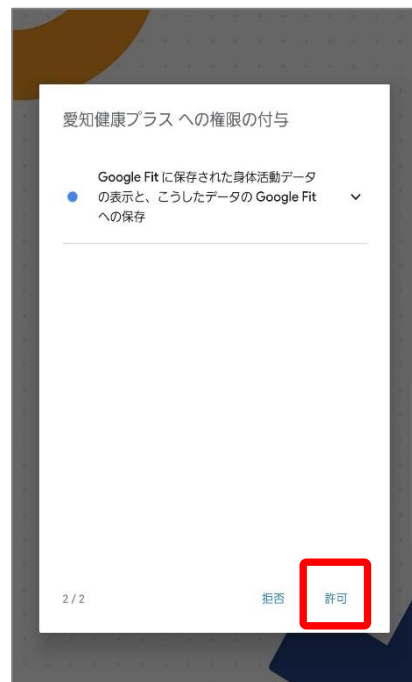 愛知健康プラス への権限の付与
Google Fit に保存された身体活動データ
の表示と、こうしたデータの Google Fit
への保存
2 / 2
拒否
許可